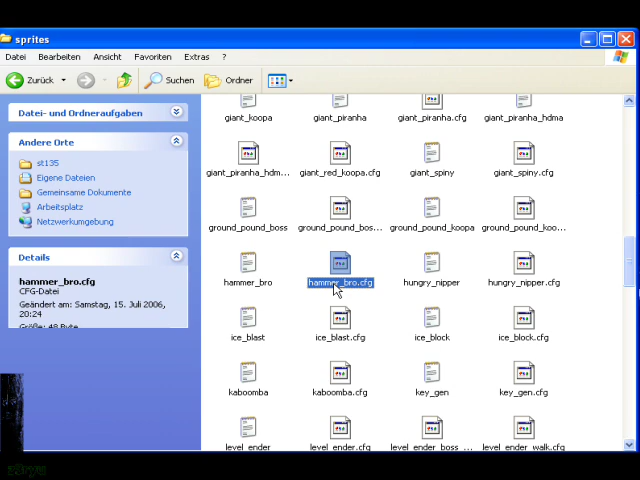 sprites
Datei Bearbeiten Ansicht Favoriten Extras ?
Zurück Suchen Ordner
Datei- und Ordneraufgaben
Andere Orte
st135
Eigene Dateien
Gemeinsame Dokumente
Arbeitsplatz
Netzwerkumgebung
Details
hammer_bro.cfg
CFG-Datei
Geändert am: Samstag, 15. Juli 2006,
20:24
Größe: 48 Byte
giant_koopa giant_piranha giant_piranha.cfg giant_piranha_hdma
giant_piranha_hdm... giant_red_koopa.cfg giant_spiny giant_spiny.cfg
ground_pound_boss ground_pound_bos... ground_pound_koopa ground_pound_koo...
hammer_bro hammer_bro.cfg hungry_nipper hungry_nipper.cfg
ice_blast ice_blast.cfg ice_block ice_block.cfg
kaboomba kaboomba.cfg key_gen key_gen.cfg
level_ender level_ender.cfg level_ender_boss... level_ender_walk.cfg